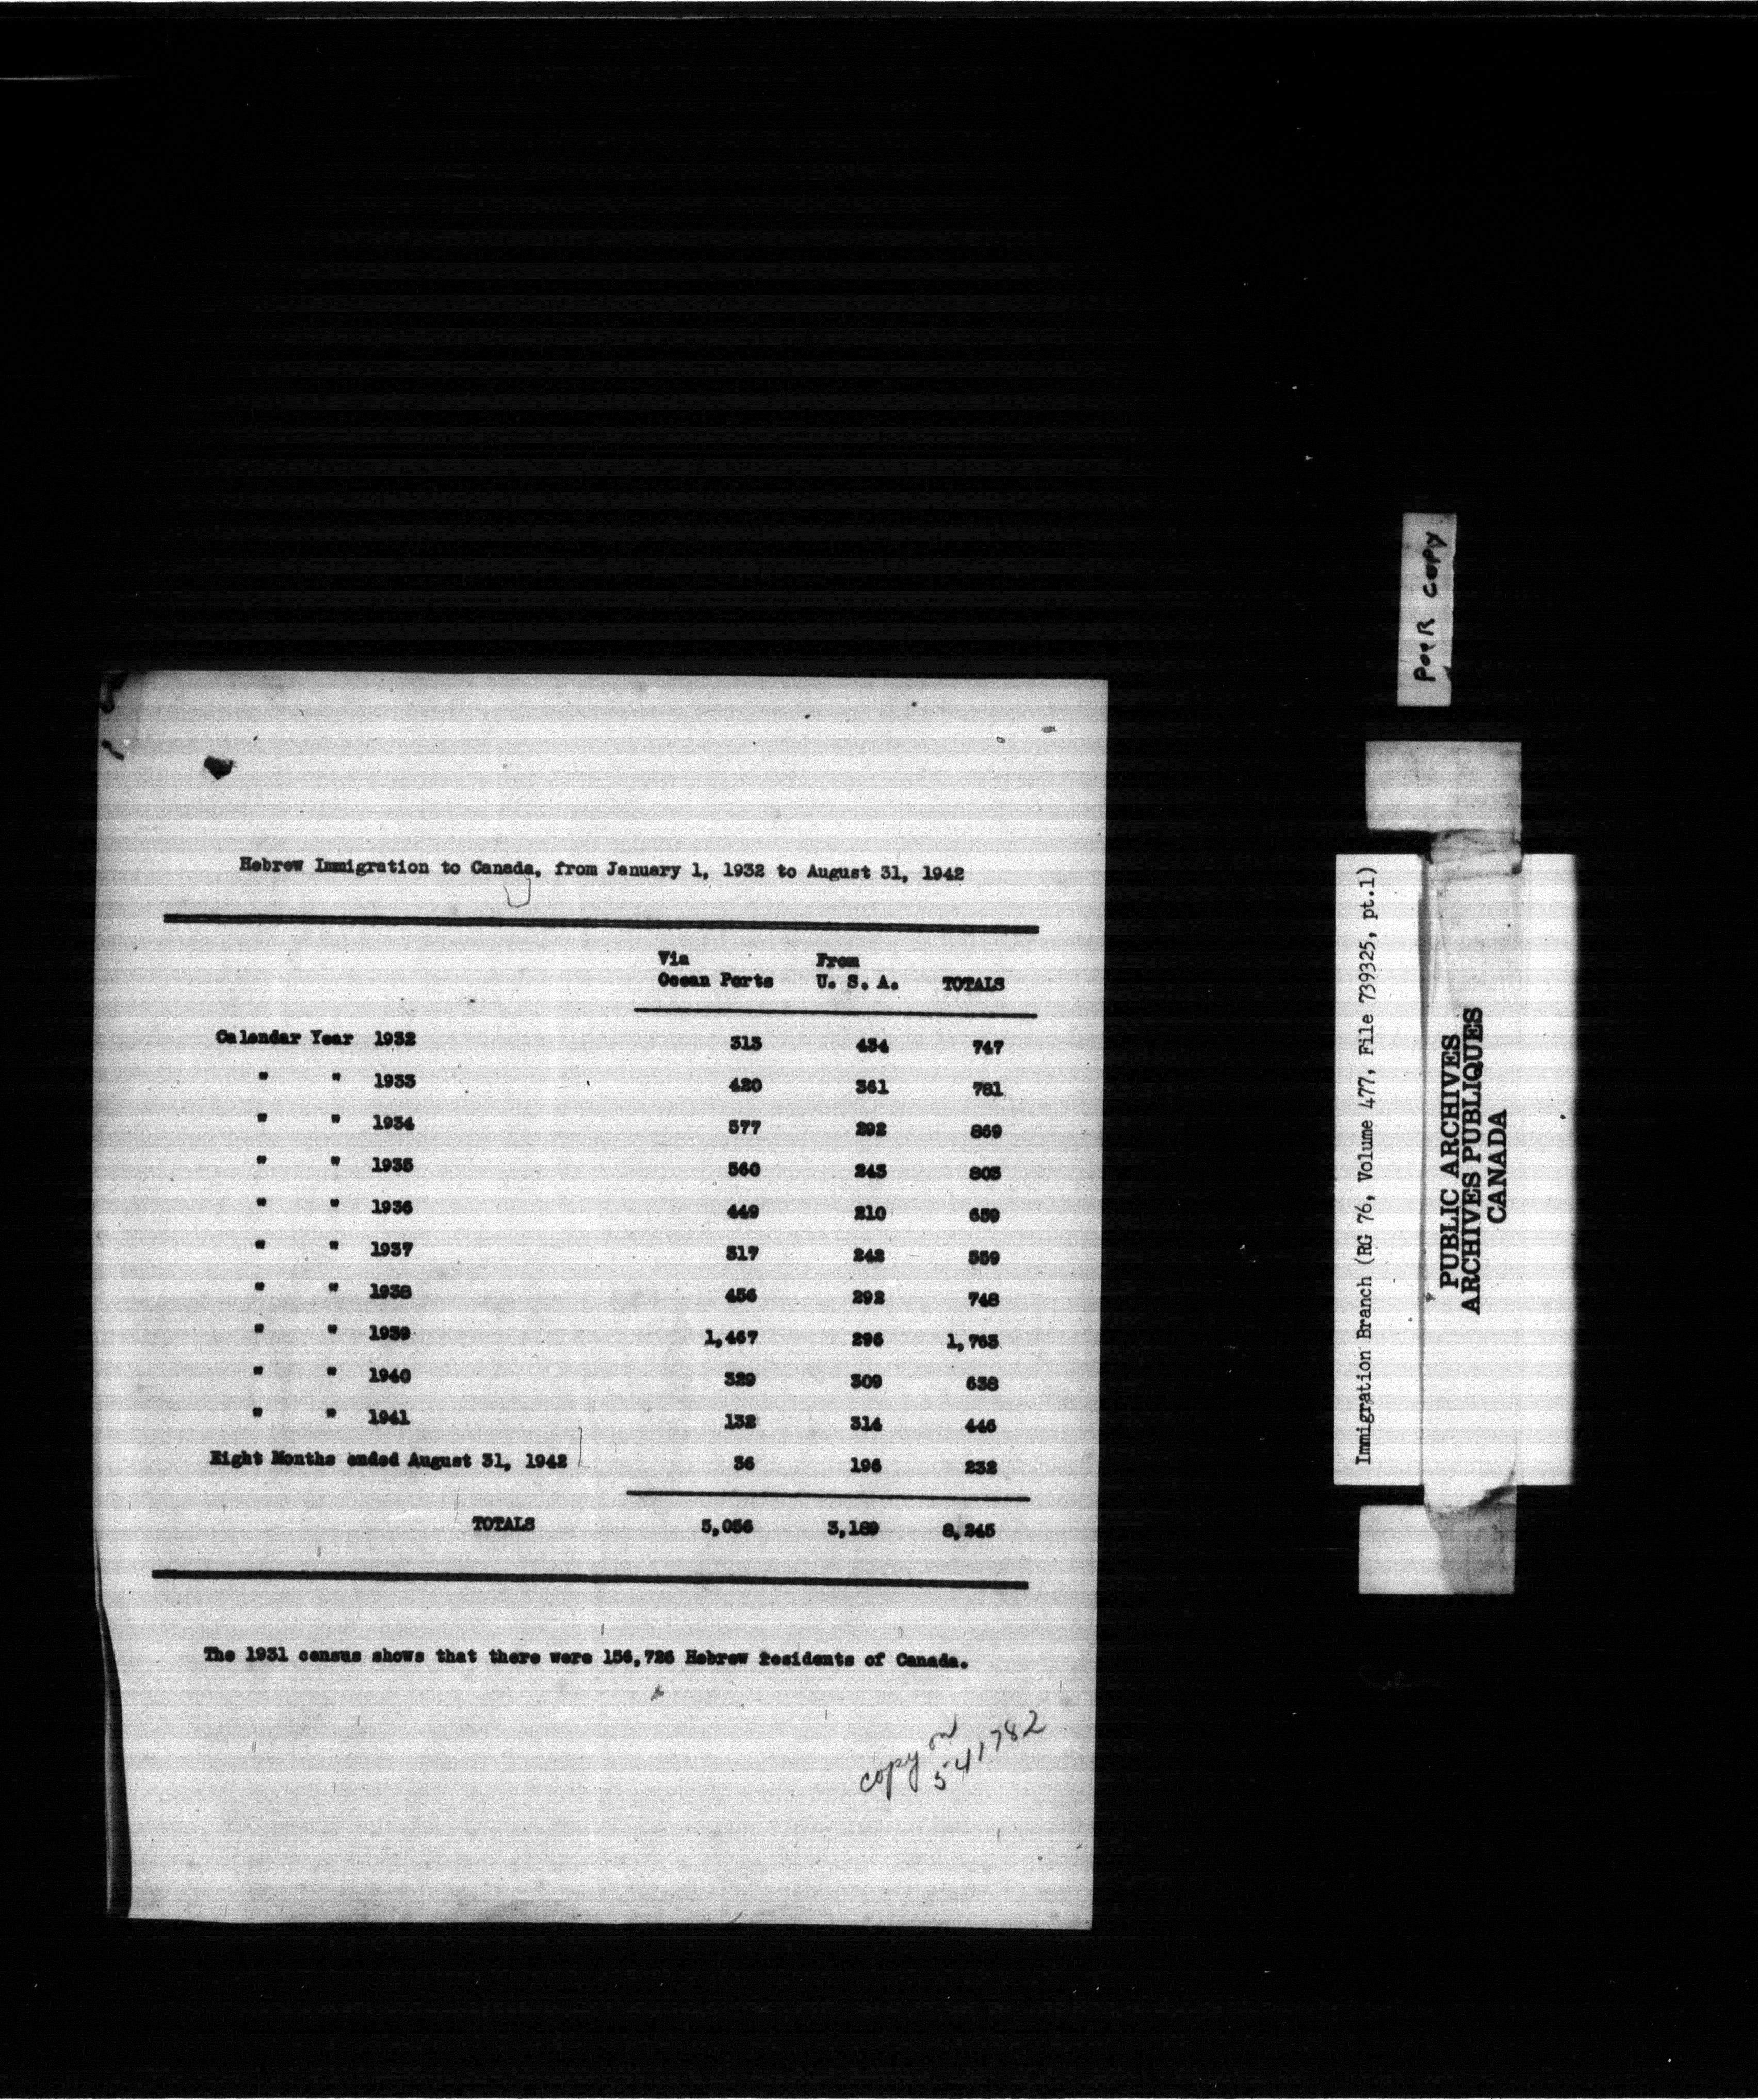 Hebrew Immigration to Canada, from January 1, 1932 to August 31, 1942
Via From
Ocean Ports U. S. A. TOTALS
Calendar Year 1932 313 434 747
" " 1933 420 361 781
" " 1934 577 292 869
" " 1935 560 243 803
" " 1936 449 210 659
" " 1937 317 242 559
" " 1938 456 292 748
" " 1939 1,467 296 1,763
" " 1940 329 309 638
" " 1941 132 314 446
Eight Months ended August 31, 1942 36 196 232
TOTALS 5,056 3,189 8,245
The 1931 census shows that there were 156,726 Hebrew residents of Canada.
copy on
541782
PooR copy
Immigration Branch (RG 76, Volume 477, File 739325, pt.1)
PUBLIC ARCHIVES
ARCHIVES PUBLIQUES
CANADA